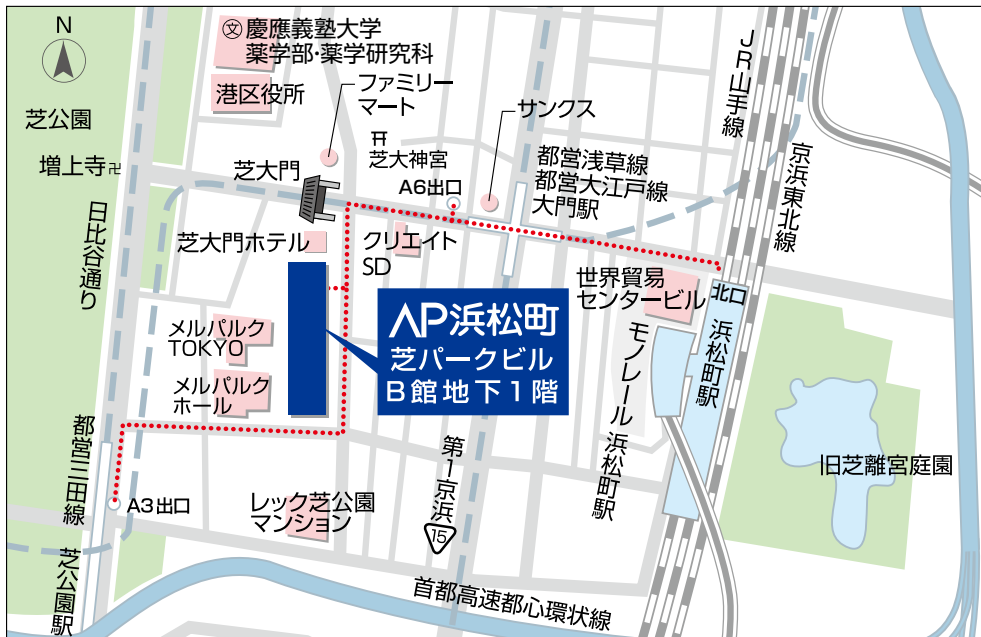 N
文 慶應義塾大学
薬学部・薬学研究科
港区役所
ファミリー
マート
サンクス
芝公園
増上寺卍
芝大門
芝大神宮
A6出口
都営浅草線
都営大江戸線
大門駅
JR山手線
京浜東北線
日比谷通り
芝大門ホテル
クリエイト
SD
世界貿易
センタービル
北口
浜松町駅
モノレール 浜松町駅
AP浜松町
芝パークビル
B館地下1階
メルパルク
TOKYO
メルパルク
ホール
都営三田線 芝公園駅
A3出口
レック芝公園
マンション
第1京浜
15
旧芝離宮庭園
首都高速都心環状線